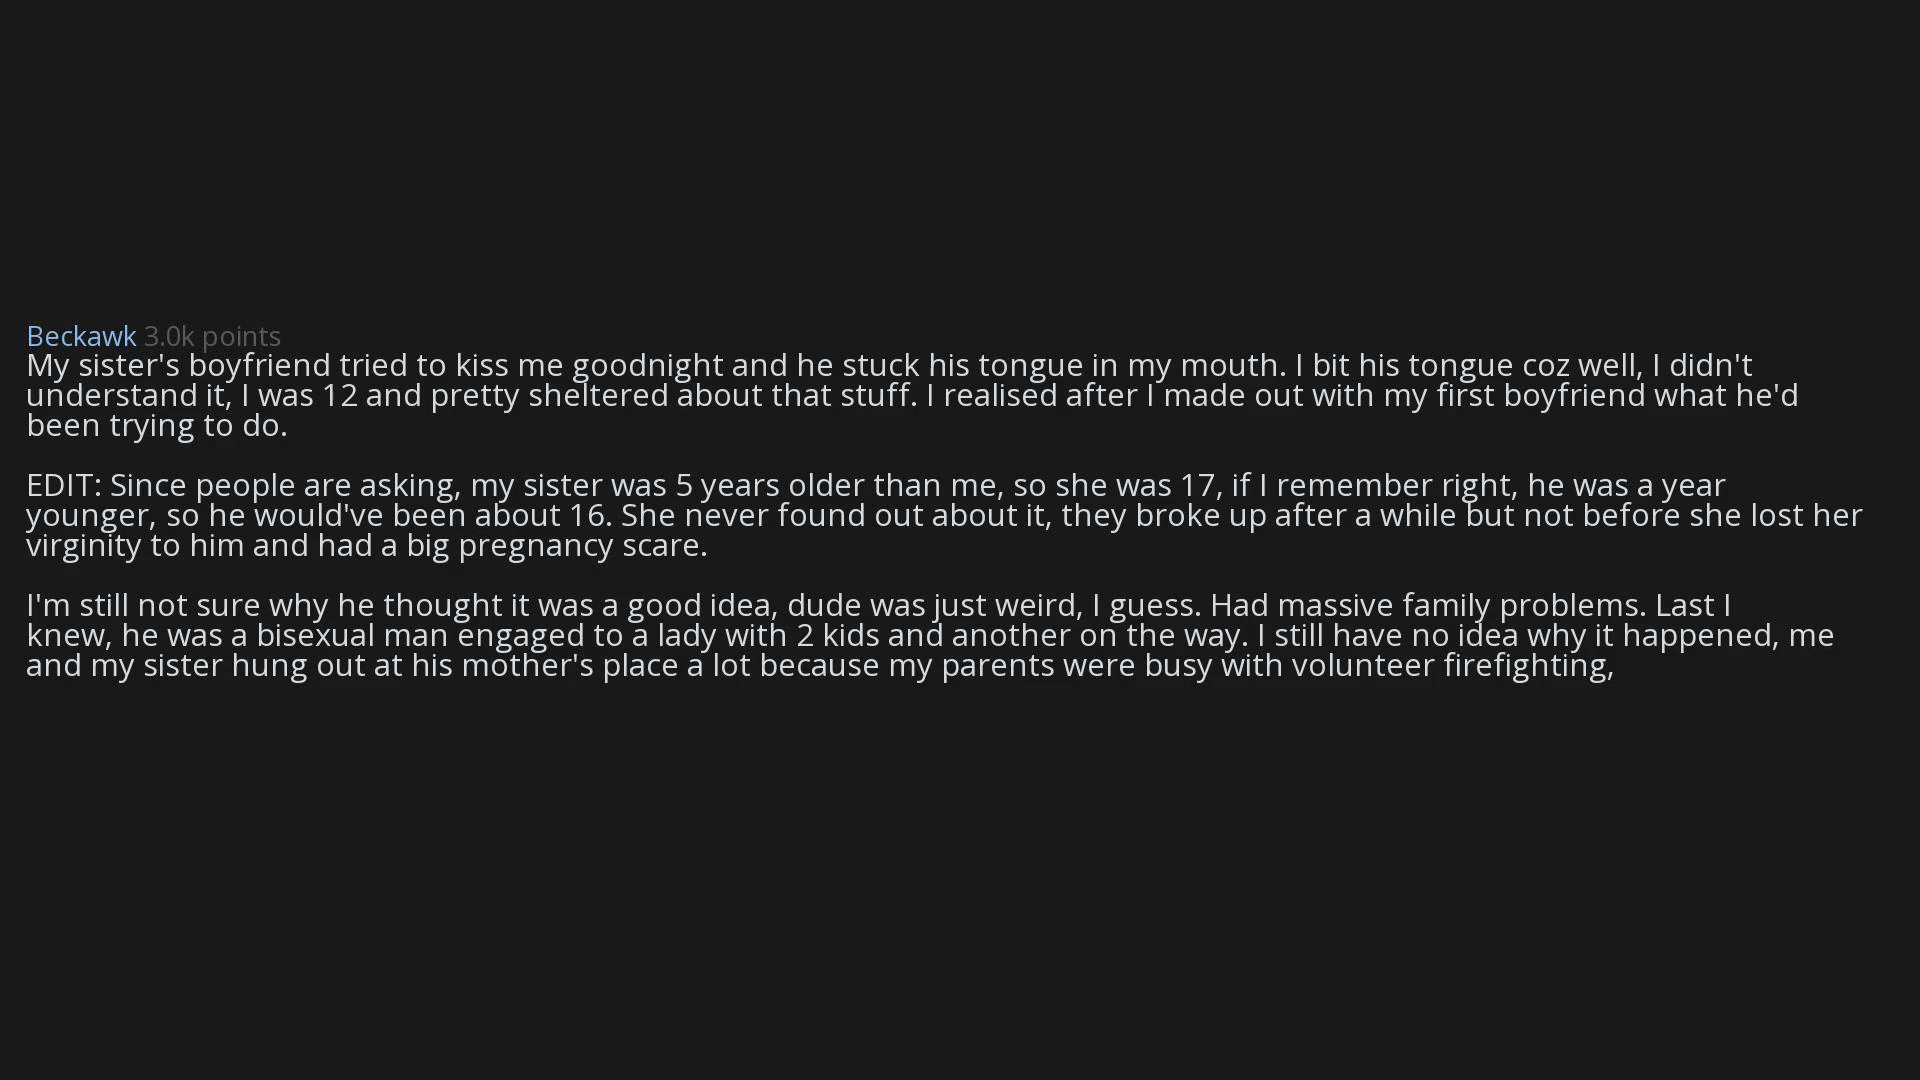 Beckawk 3.0k points
My sister's boyfriend tried to kiss me goodnight and he stuck his tongue in my mouth. I bit his tongue coz well, I didn't
understand it, I was 12 and pretty sheltered about that stuff. I realised after I made out with my first boyfriend what he'd
been trying to do.
EDIT: Since people are asking, my sister was 5 years older than me, so she was 17, if I remember right, he was a year
younger, so he would've been about 16. She never found out about it, they broke up after a while but not before she lost her
virginity to him and had a big pregnancy scare.
I'm still not sure why he thought it was a good idea, dude was just weird, I guess. Had massive family problems. Last I
knew, he was a bisexual man engaged to a lady with 2 kids and another on the way. I still have no idea why it happened, me
and my sister hung out at his mother's place a lot because my parents were busy with volunteer firefighting,